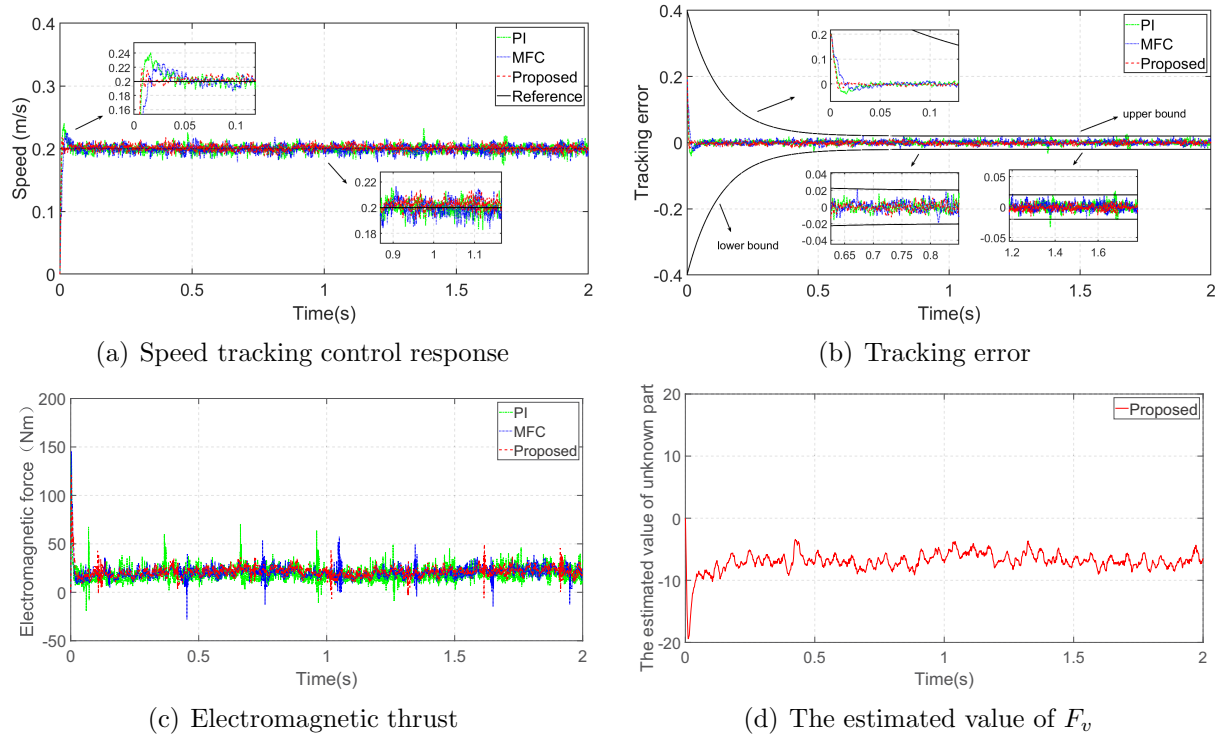 0.4
0.3
0.2
0.1
0
Speed (m/s)
0 0.5 1 1.5 2
Time(s)
PI
MFC
Proposed
Reference
0.24
0.22
0.2
0.18
0.16
0 0.05 0.1
0.22
0.2
0.18
0.9 1 1.1
(a) Speed tracking control response
0.4
0.2
0
-0.2
-0.4
Tracking error
0 0.5 1 1.5 2
Time(s)
PI
MFC
Proposed
0.2
0.1
0
0 0.05 0.1
upper bound
lower bound
0.04
0.02
0
-0.02
-0.04
0.65 0.7 0.75 0.8
0.05
0
-0.05
1.2 1.4 1.6
(b) Tracking error
200
150
100
50
0
-50
Electromagnetic force（Nm）
0 0.5 1 1.5 2
Time(s)
PI
MFC
Proposed
(c) Electromagnetic thrust
20
10
0
-10
-20
The estimated value of unknown part
0 0.5 1 1.5 2
Time(s)
Proposed
(d) The estimated value of F_v